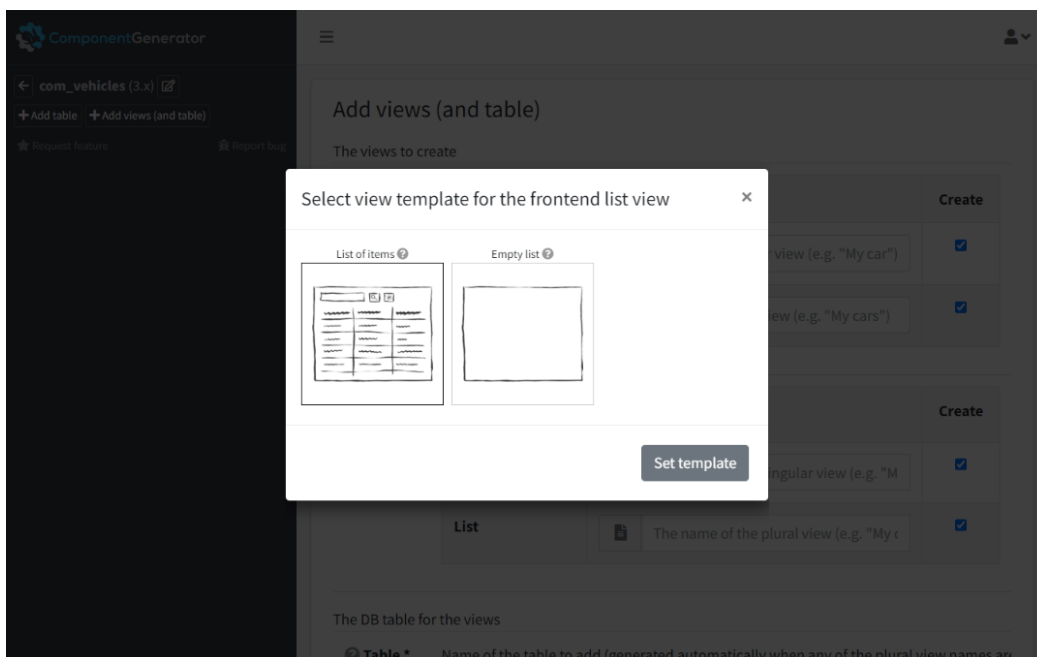 ComponentGenerator
com_vehicles (3.x)
Add table Add views (and table)
Request feature Report bug
Add views (and table)
The views to create
Create
Select view template for the frontend list view ×
List of items
Empty list
r view (e.g. "My car")
iew (e.g. "My cars")
Create
Set template
ingular view (e.g. "M
List The name of the plural view (e.g. "My c
The DB table for the views
Table * Name of the table to add (generated automatically when any of the plural view names are